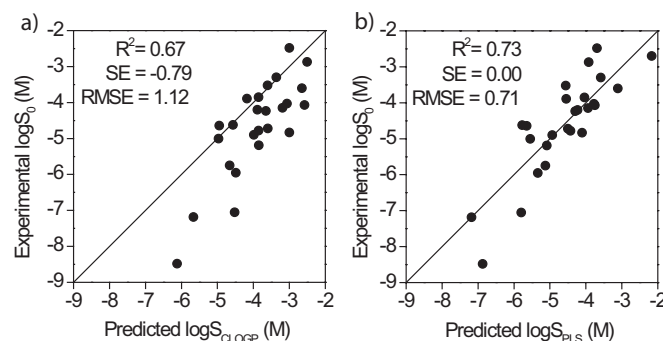 a)
R²= 0.67
SE = -0.79
RMSE = 1.12
Experimental logS₀ (M)
-2
-3
-4
-5
-6
-7
-8
-9
-9 -8 -7 -6 -5 -4 -3 -2
Predicted logS_CLOGP (M)
b)
R²= 0.73
SE = 0.00
RMSE = 0.71
Experimental logS₀ (M)
-2
-3
-4
-5
-6
-7
-8
-9
-9 -8 -7 -6 -5 -4 -3 -2
Predicted logS_PLS (M)